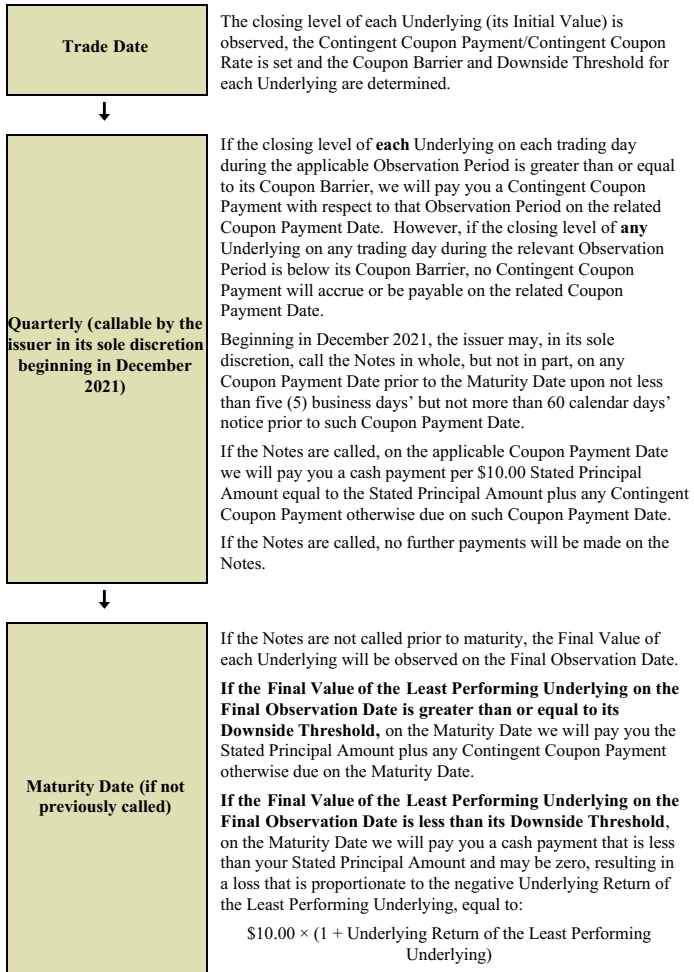 Trade Date
The closing level of each Underlying (its Initial Value) is
observed, the Contingent Coupon Payment/Contingent Coupon
Rate is set and the Coupon Barrier and Downside Threshold for
each Underlying are determined.
Quarterly (callable by the
issuer in its sole discretion
beginning in December
2021)
If the closing level of each Underlying on each trading day
during the applicable Observation Period is greater than or equal
to its Coupon Barrier, we will pay you a Contingent Coupon
Payment with respect to that Observation Period on the related
Coupon Payment Date. However, if the closing level of any
Underlying on any trading day during the relevant Observation
Period is below its Coupon Barrier, no Contingent Coupon
Payment will accrue or be payable on the related Coupon
Payment Date.
Beginning in December 2021, the issuer may, in its sole
discretion, call the Notes in whole, but not in part, on any
Coupon Payment Date prior to the Maturity Date upon not less
than five (5) business days’ but not more than 60 calendar days’
notice prior to such Coupon Payment Date.
If the Notes are called, on the applicable Coupon Payment Date
we will pay you a cash payment per $10.00 Stated Principal
Amount equal to the Stated Principal Amount plus any Contingent
Coupon Payment otherwise due on such Coupon Payment Date.
If the Notes are called, no further payments will be made on the
Notes.
Maturity Date (if not
previously called)
If the Notes are not called prior to maturity, the Final Value of
each Underlying will be observed on the Final Observation Date.
If the Final Value of the Least Performing Underlying on the
Final Observation Date is greater than or equal to its
Downside Threshold, on the Maturity Date we will pay you the
Stated Principal Amount plus any Contingent Coupon Payment
otherwise due on the Maturity Date.
If the Final Value of the Least Performing Underlying on the
Final Observation Date is less than its Downside Threshold,
on the Maturity Date we will pay you a cash payment that is less
than your Stated Principal Amount and may be zero, resulting in
a loss that is proportionate to the negative Underlying Return of
the Least Performing Underlying, equal to:
$10.00 × (1 + Underlying Return of the Least Performing
Underlying)